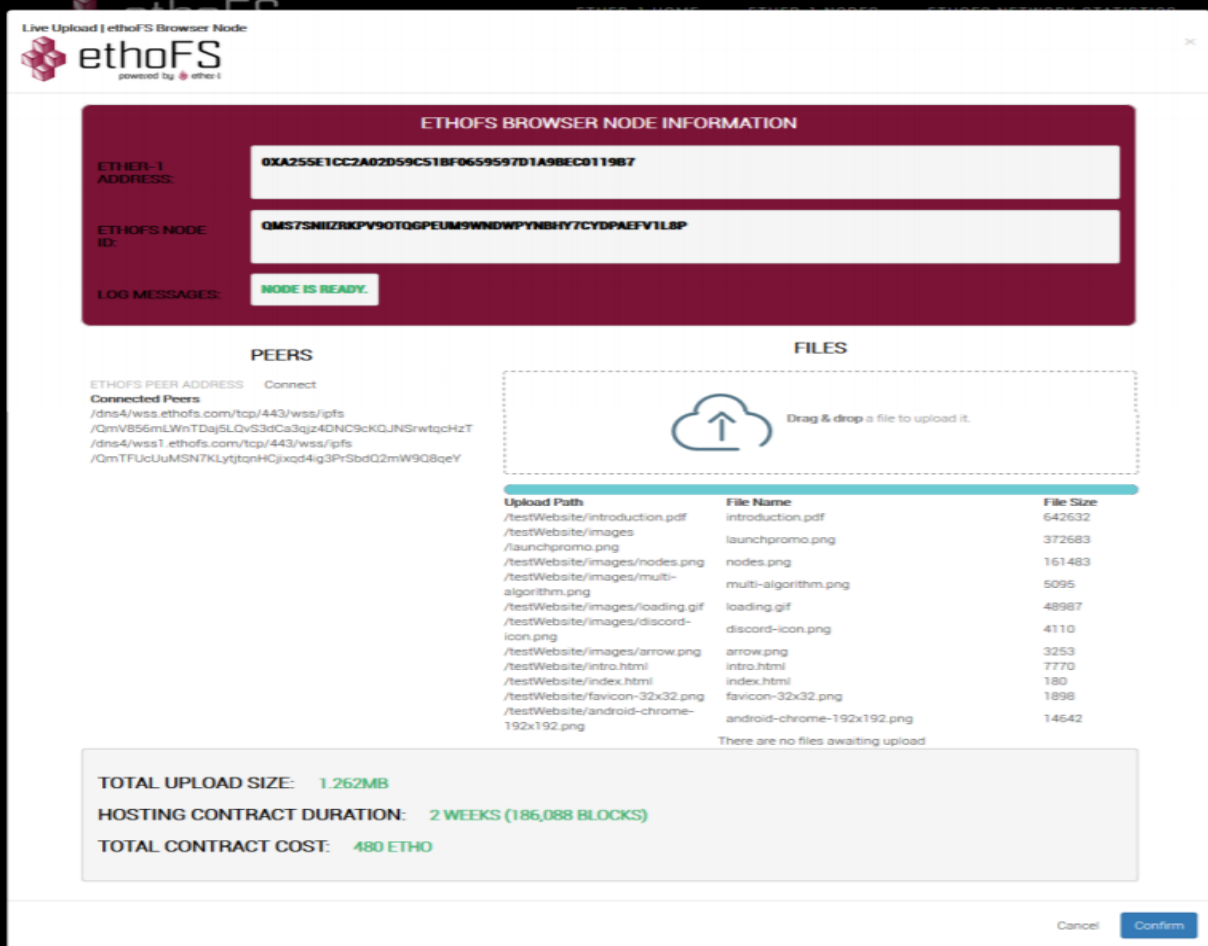 ETHER-1 HOME ETHER-1 NODES ETHOFS NETWORK STATISTICS
Live Upload | ethoFS Browser Node
ethoFS
powered by ether-1
×
ETHOFS BROWSER NODE INFORMATION
ETHER-1
ADDRESS:
0XA255E1CC2A02D59C51BF0659597D1A9BEC0119B7
ETHOFS NODE
ID:
QMS7SNIIZRKPV9OTQGPEUM9WNDWPYNBHY7CYDPAEFV1L8P
LOG MESSAGES:
NODE IS READY.
PEERS
ETHOFS PEER ADDRESS Connect
Connected Peers
/dns4/wss.ethofs.com/tcp/443/wss/ipfs
/QmV856mLWnTDaj5LQvS3dCa3qjz4DNC9cKQJNSrwtqcHzT
/dns4/wss1.ethofs.com/tcp/443/wss/ipfs
/QmTFUcUuMSN7KLytjtqnHCjixqd4ig3PrSbdQ2mW9Q8qeY
FILES
Drag & drop a file to upload it.
Upload Path File Name File Size
/testWebsite/introduction.pdf introduction.pdf 642632
/testWebsite/images
/launchpromo.png launchpromo.png 372683
/testWebsite/images/nodes.png nodes.png 161483
/testWebsite/images/multi-
algorithm.png multi-algorithm.png 5095
/testWebsite/images/loading.gif loading.gif 48987
/testWebsite/images/discord-
icon.png discord-icon.png 4110
/testWebsite/images/arrow.png arrow.png 3253
/testWebsite/intro.html intro.html 7770
/testWebsite/index.html index.html 180
/testWebsite/favicon-32x32.png favicon-32x32.png 1898
/testWebsite/android-chrome-
192x192.png android-chrome-192x192.png 14642
There are no files awaiting upload
TOTAL UPLOAD SIZE: 1.262MB
HOSTING CONTRACT DURATION: 2 WEEKS (186,088 BLOCKS)
TOTAL CONTRACT COST: 480 ETHO
Cancel Confirm